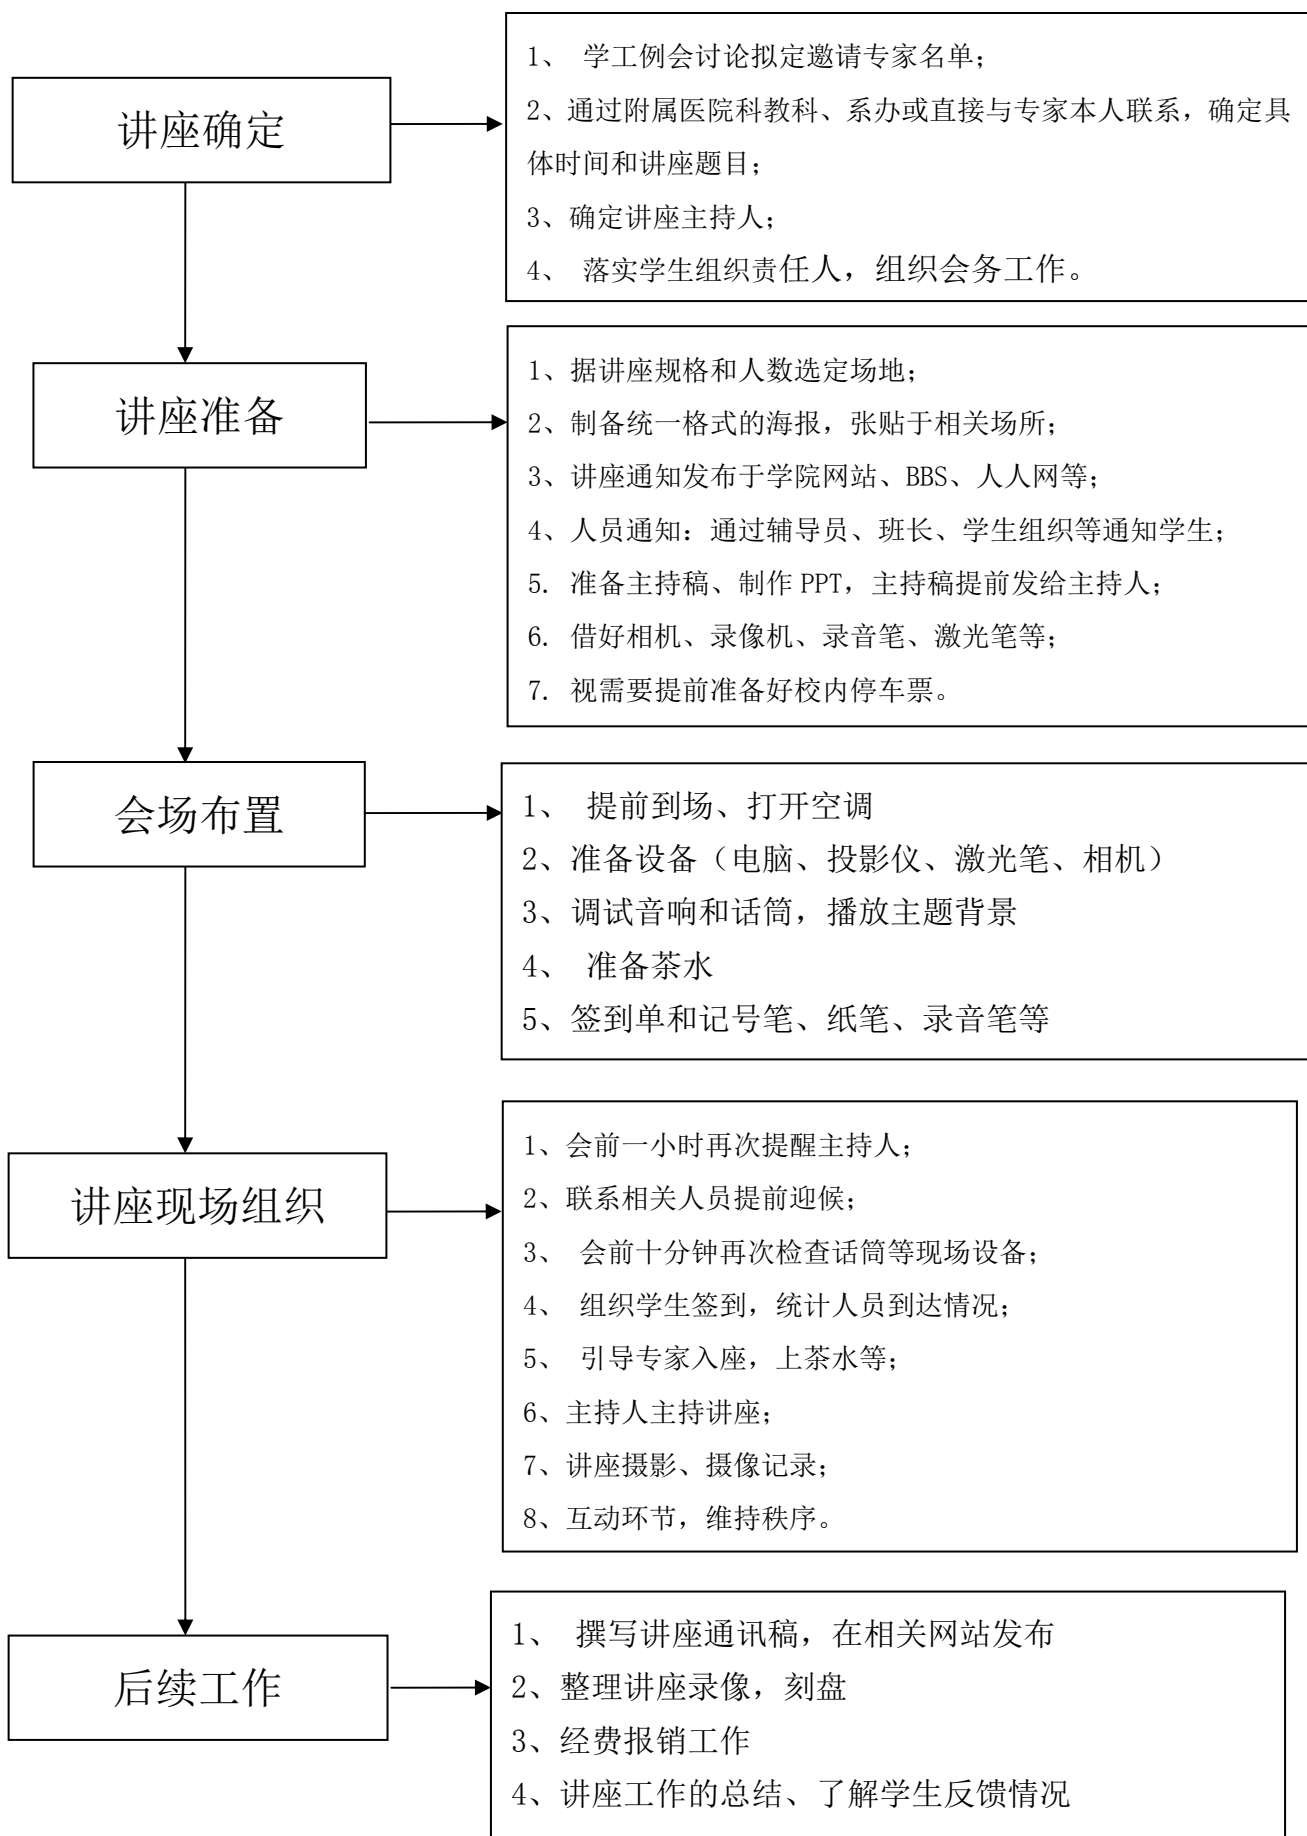 讲座确定
1、 学工例会讨论拟定邀请专家名单；
2、通过附属医院科教科、系办或直接与专家本人联系，确定具
体时间和讲座题目；
3、确定讲座主持人；
4、 落实学生组织责任人，组织会务工作。
讲座准备
1、据讲座规格和人数选定场地；
2、制备统一格式的海报，张贴于相关场所；
3、讲座通知发布于学院网站、BBS、人人网等；
4、人员通知：通过辅导员、班长、学生组织等通知学生；
5. 准备主持稿、制作 PPT，主持稿提前发给主持人；
6. 借好相机、录像机、录音笔、激光笔等；
7. 视需要提前准备好校内停车票。
会场布置
1、 提前到场、打开空调
2、准备设备（电脑、投影仪、激光笔、相机）
3、调试音响和话筒，播放主题背景
4、 准备茶水
5、签到单和记号笔、纸笔、录音笔等
讲座现场组织
1、会前一小时再次提醒主持人；
2、联系相关人员提前迎候；
3、 会前十分钟再次检查话筒等现场设备；
4、 组织学生签到，统计人员到达情况；
5、 引导专家入座，上茶水等；
6、主持人主持讲座；
7、讲座摄影、摄像记录；
8、互动环节，维持秩序。
后续工作
1、 撰写讲座通讯稿，在相关网站发布
2、整理讲座录像，刻盘
3、经费报销工作
4、讲座工作的总结、了解学生反馈情况